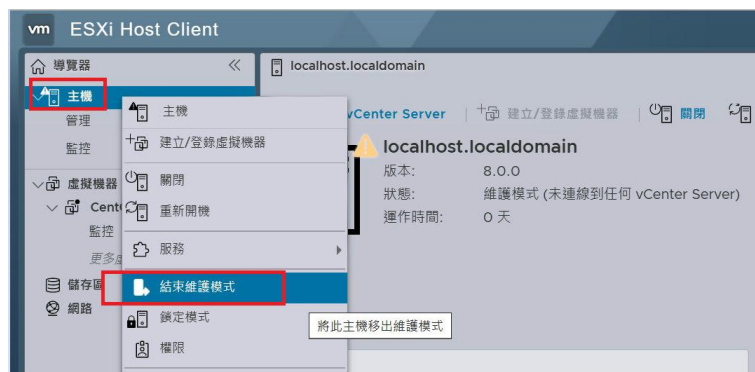 vm ESXi Host Client
導覽器
localhost.localdomain
主機
管理
監控
虛擬機器
監控
儲存區
網路
主機
建立/登錄虛擬機器
關閉
重新開機
服務
結束維護模式
鎖定模式
權限
將此主機移出維護模式
vCenter Server
建立/登錄虛擬機器
關閉
localhost.localdomain
版本: 8.0.0
狀態: 維護模式 (未連線到任何 vCenter Server)
運作時間: 0 天